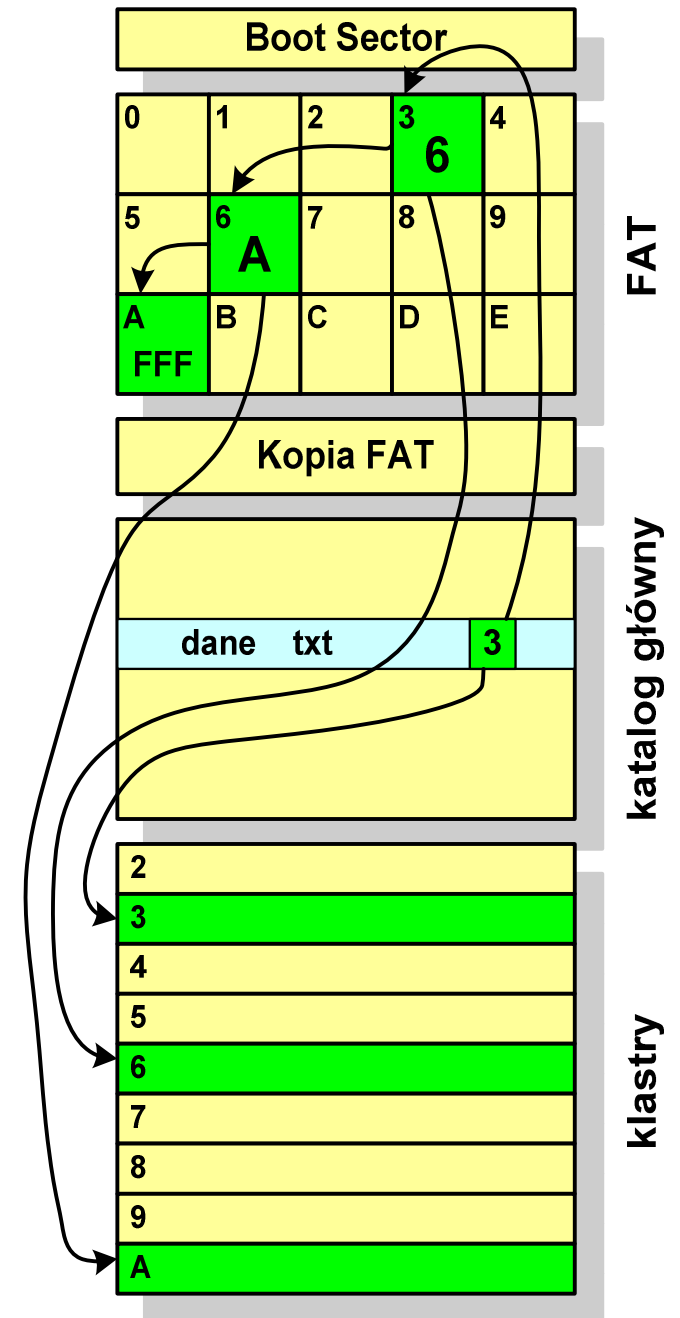 Boot Sector
0 1 2 3 4
6
5 6 7 8 9
A
A B C D E
FFF
FAT
Kopia FAT
dane txt 3
katalog główny
2
3
4
5
6
7
8
9
A
klastry